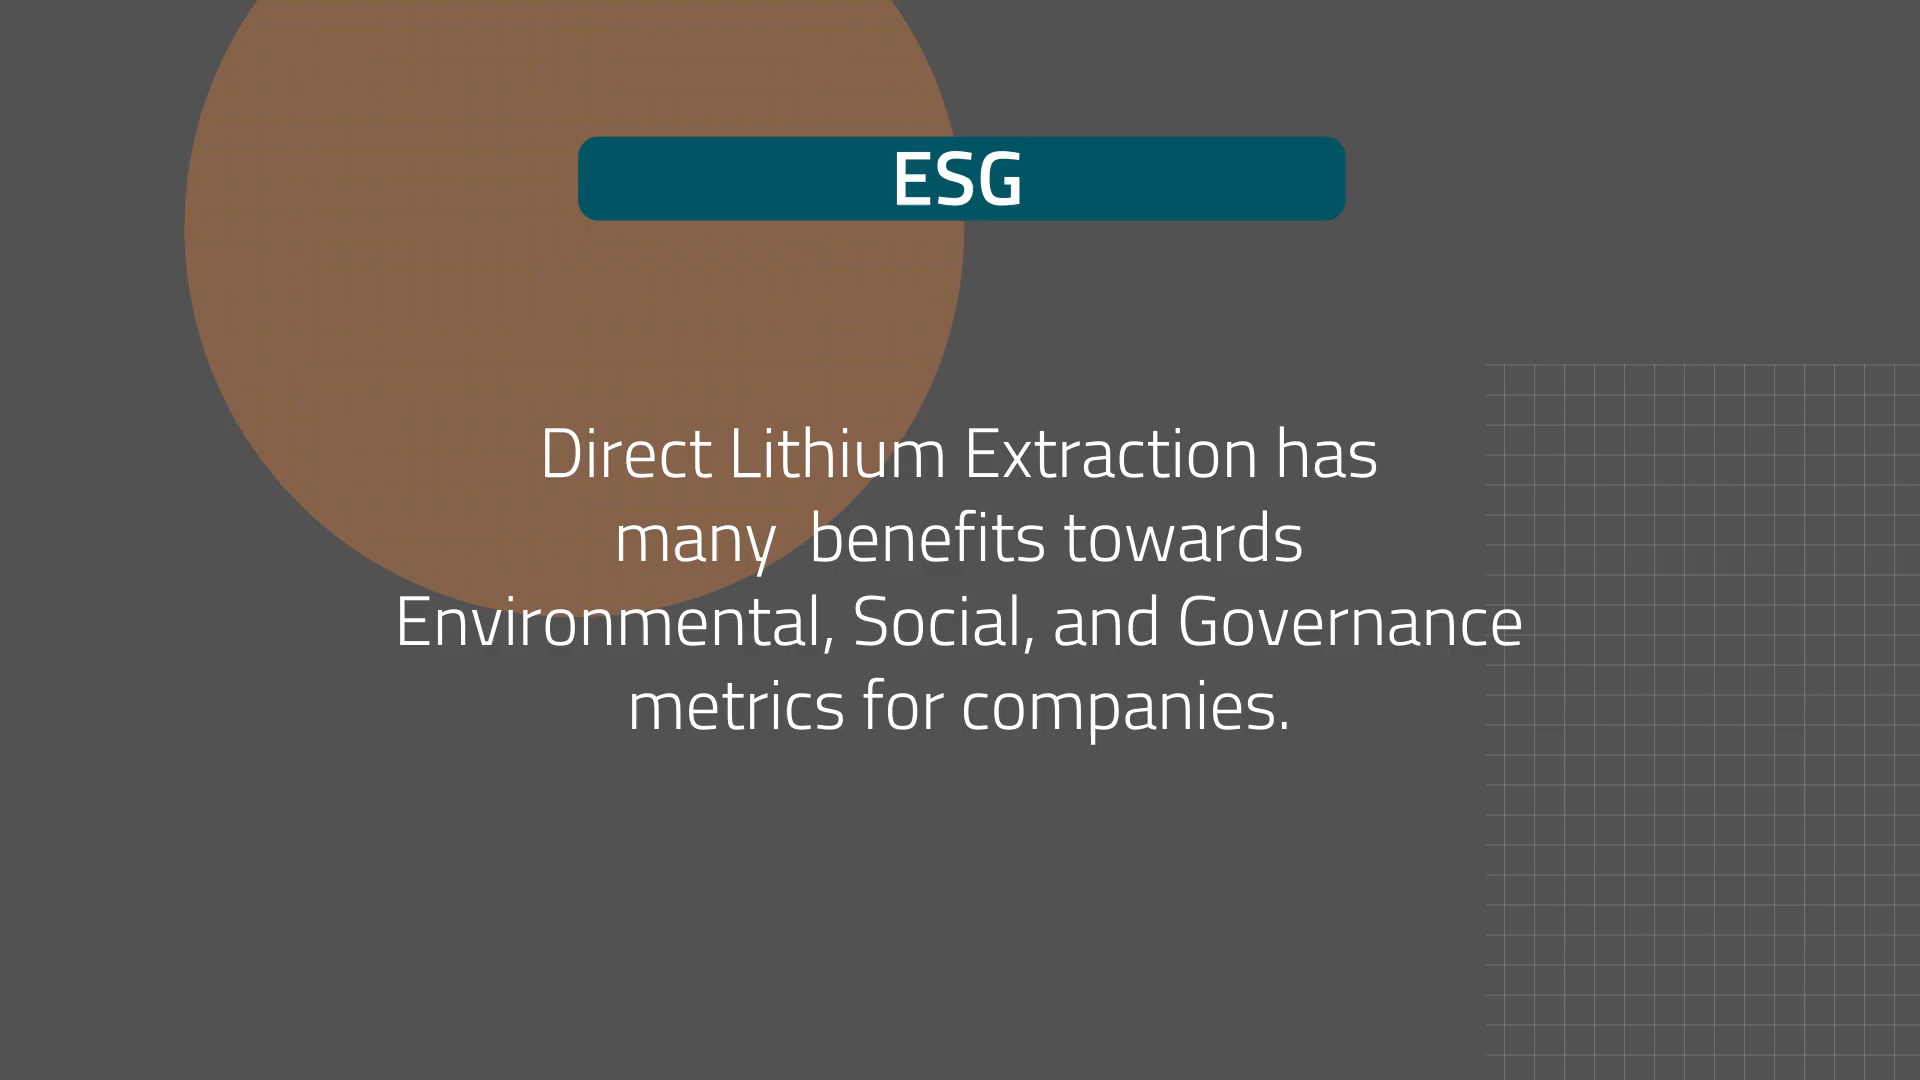 ESG
Direct Lithium Extraction has
many  benefits towards
Environmental, Social, and Governance
metrics for companies.